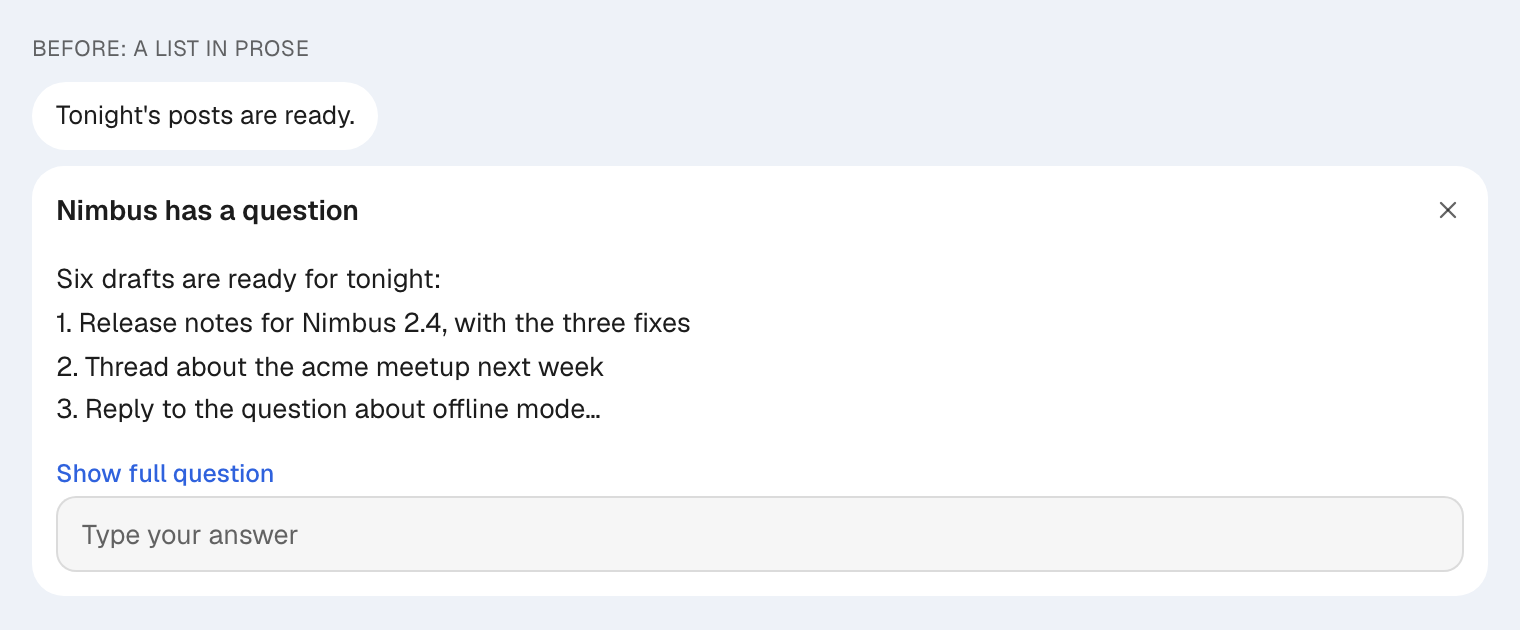 BEFORE: A LIST IN PROSE
Tonight's posts are ready.
Nimbus has a question
Six drafts are ready for tonight:
1. Release notes for Nimbus 2.4, with the three fixes
2. Thread about the acme meetup next week
3. Reply to the question about offline mode…
Show full question
Type your answer